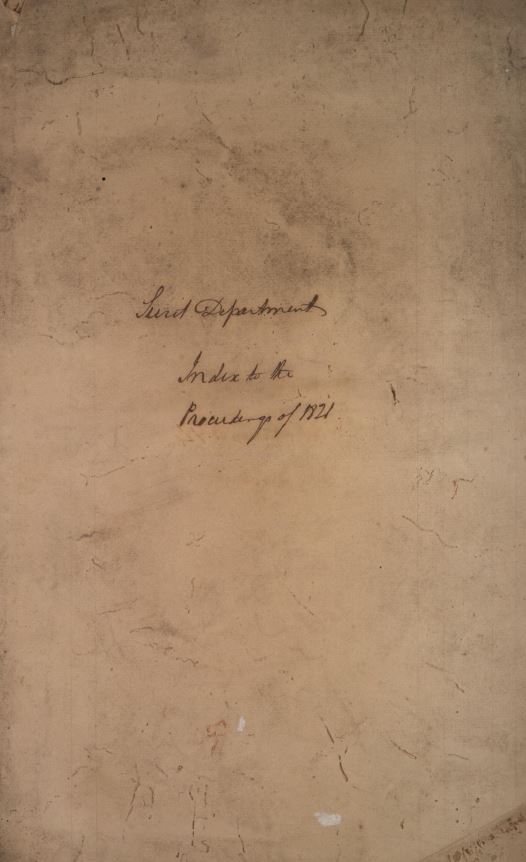 Secret Department
Index to the
Proceedings of 1821